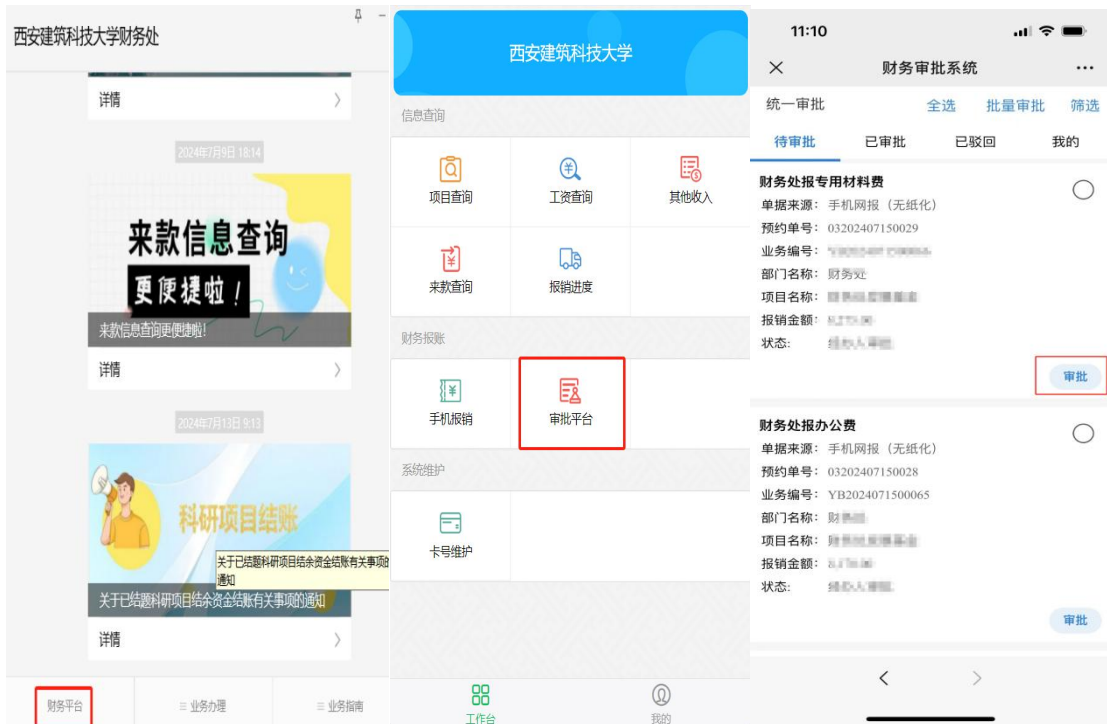 西安建筑科技大学财务处
详情
2024年7月9日 18:14
来款信息查询
更便捷啦！
来款信息查询更便捷啦!
详情
2024年7月13日 9:13
科研项目结账
关于已结题科研项目结余资金结账有关事项的
通知
关于已结题科研项目结余资金结账有关事项的通知
详情
财务平台
业务办理
业务指南
西安建筑科技大学
信息查询
项目查询
工资查询
其他收入
来款查询
报销进度
财务报账
手机报销
审批平台
系统维护
卡号维护
工作台
我的
11:10
财务审批系统
统一审批 全选 批量审批 筛选
待审批 已审批 已驳回 我的
财务处报专用材料费
单据来源：手机网报（无纸化）
预约单号：03202407150029
业务编号：
部门名称：财务处
项目名称：
报销金额：
状态:
审批
财务处报办公费
单据来源：手机网报（无纸化）
预约单号：03202407150028
业务编号：YB2024071500065
部门名称：财
项目名称：
报销金额：
状态:
审批